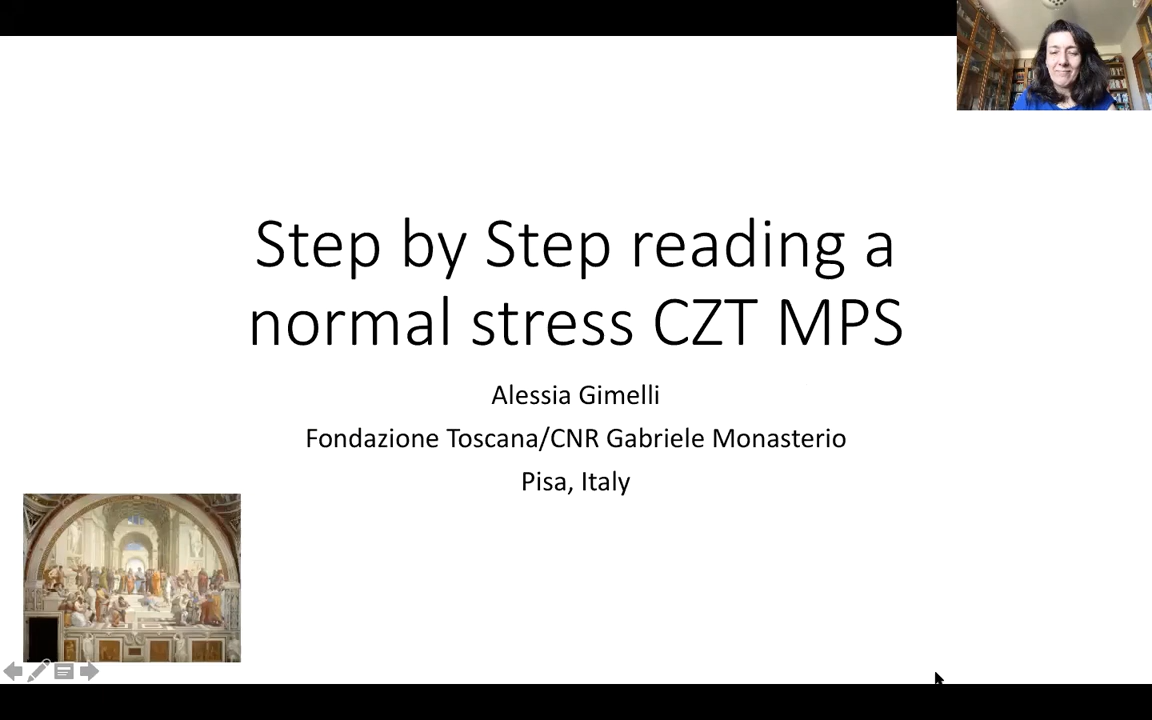 Step by Step reading a
normal stress CZT MPS
Alessia Gimelli
Fondazione Toscana/CNR Gabriele Monasterio
Pisa, Italy